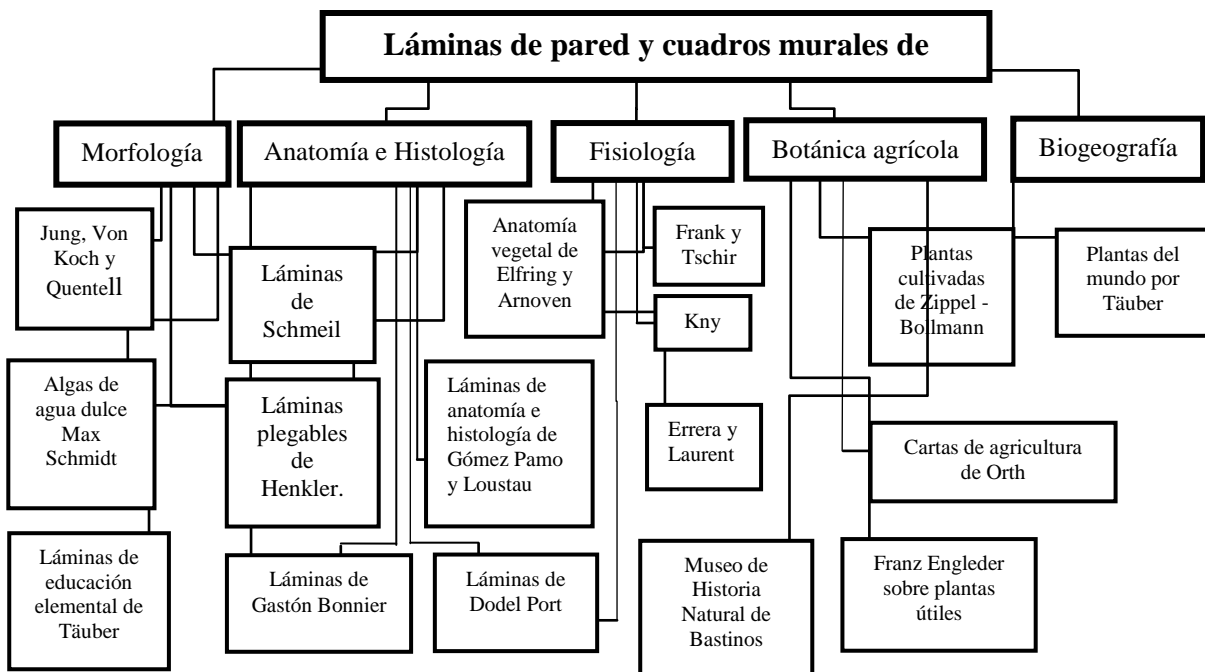 Láminas de pared y cuadros murales de
Morfología
Anatomía e Histología
Fisiología
Botánica agrícola
Biogeografía
Jung, Von
Koch y
Quentell
Láminas
de
Schmeil
Anatomía
vegetal de
Elfring y
Arnoven
Frank y
Tschir
Plantas
cultivadas
de Zippel -
Bollmann
Plantas del
mundo por
Täuber
Kny
Algas de
agua dulce
Max
Schmidt
Láminas
plegables
de
Henkler.
Láminas de
anatomía e
histología de
Gómez Pamo
y Loustau
Errera y
Laurent
Cartas de agricultura
de Orth
Láminas de
educación
elemental de
Täuber
Láminas de
Gastón Bonnier
Láminas de
Dodel Port
Museo de
Historia
Natural de
Bastinos
Franz Engleder
sobre plantas
útiles